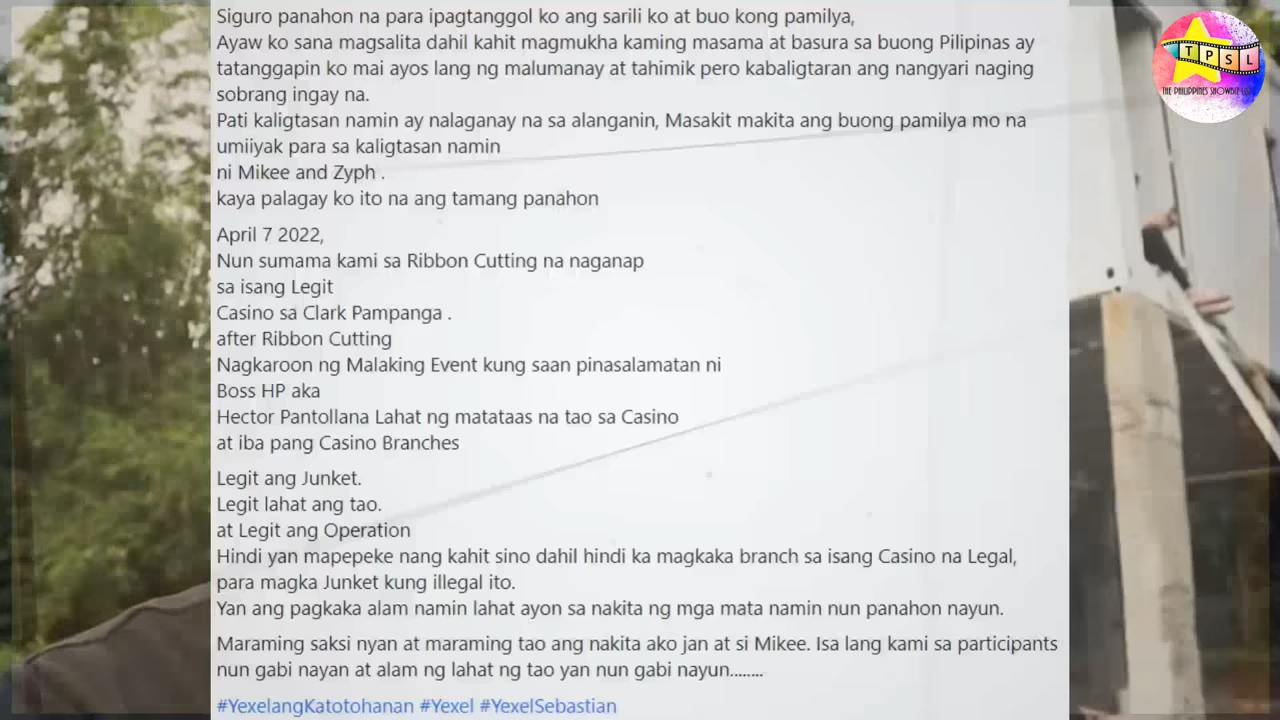 Siguro panahon na para ipagtanggol ko ang sarili ko at buo kong pamilya,
Ayaw ko sana magsalita dahil kahit magmukha kaming masama at basura sa buong Pilipinas ay
tatanggapin ko mai ayos lang ng malumanay at tahimik pero kabaligtaran ang nangyari naging
sobrang ingay na.
Pati kaligtasan namin ay nalaganay na sa alanganin, Masakit makita ang buong pamilya mo na
umiiyak para sa kaligtasan namin
ni Mikee and Zyph .
kaya palagay ko ito na ang tamang panahon
April 7 2022,
Nun sumama kami sa Ribbon Cutting na naganap
sa isang Legit
Casino sa Clark Pampanga .
after Ribbon Cutting
Nagkaroon ng Malaking Event kung saan pinasalamatan ni
Boss HP aka
Hector Pantollana Lahat ng matataas na tao sa Casino
at iba pang Casino Branches
Legit ang Junket.
Legit lahat ang tao.
at Legit ang Operation
Hindi yan mapepeke nang kahit sino dahil hindi ka magkaka branch sa isang Casino na Legal,
para magka Junket kung illegal ito.
Yan ang pagkaka alam namin lahat ayon sa nakita ng mga mata namin nun panahon nayun.
Maraming saksi nyan at maraming tao ang nakita ako jan at si Mikee. Isa lang kami sa participants
nun gabi nayan at alam ng lahat ng tao yan nun gabi nayun........
#YexelangKatotohanan #Yexel #YexelSebastian
TPSL
THE PHILIPPINES SHOWBIZ LIST